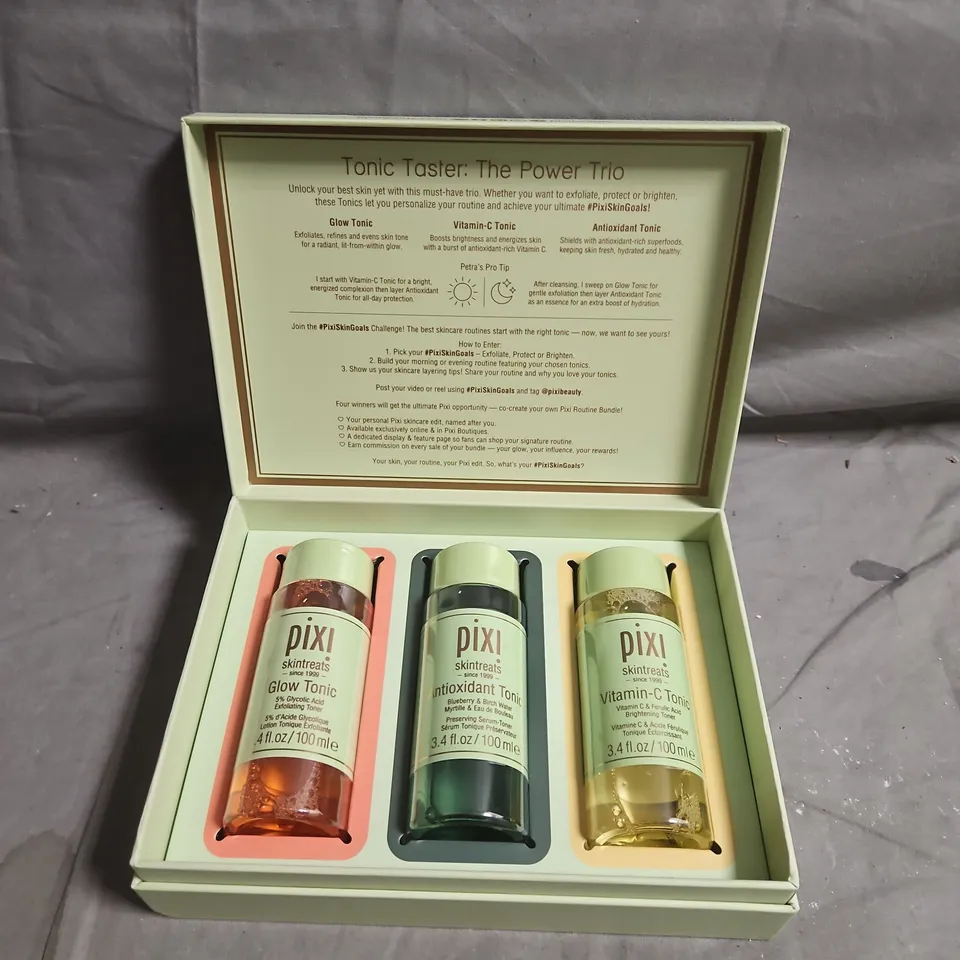 Tonic Taster: The Power Trio
Unlock your best skin yet with this must-have trio. Whether you want to exfoliate, protect or brighten,
these Tonics let you personalize your routine and achieve your ultimate #PixiSkinGoals!
Glow Tonic
Exfoliates, refines and evens skin tone
for a radiant, lit-from-within glow.
Vitamin-C Tonic
Boosts brightness and energizes skin
with a burst of antioxidant-rich Vitamin C.
Antioxidant Tonic
Shields with antioxidant-rich superfoods,
keeping skin fresh, hydrated and healthy.
Petra's Pro Tip
I start with Vitamin-C Tonic for a bright,
energized complexion then layer Antioxidant
Tonic for all-day protection.
After cleansing, I sweep on Glow Tonic for
gentle exfoliation then layer Antioxidant Tonic
as an essence for an extra boost of hydration.
Join the #PixiSkinGoals Challenge! The best skincare routines start with the right tonic — now, we want to see yours!
How to Enter:
1. Pick your #PixiSkinGoals – Exfoliate, Protect or Brighten.
2. Build your morning or evening routine featuring your chosen tonics.
3. Show us your skincare layering tips! Share your routine and why you love your tonics.
Post your video or reel using #PixiSkinGoals and tag @pixibeauty.
Four winners will get the ultimate Pixi opportunity — co-create your own Pixi Routine Bundle!
Your personal Pixi skincare edit, named after you.
Available exclusively online & in Pixi Boutiques.
A dedicated display & feature page so fans can shop your signature routine.
Earn commission on every sale of your bundle — your glow, your influence, your rewards!
Your skin, your routine, your Pixi edit. So, what's your #PixiSkinGoals?
pixi
skintreats
– since 1999 –
Glow Tonic
5% Glycolic Acid
Exfoliating Toner
5% d'Acide Glycolique
Lotion Tonique Exfoliante
.4 fl.oz/100 ml e
pixi
skintreats
– since 1999 –
ntioxidant Tonic
Blueberry & Birch Water
Myrtille & Eau de Bouleau
Preserving Serum-Toner
Sérum Tonique Préservateur
3.4 fl.oz/100 ml e
pixi
skintreats
– since 1999 –
Vitamin-C Tonic
Vitamin C & Ferulic Acid
Brightening Toner
Vitamine C & Acide Férulique
Tonique Éclaircissant
3.4 fl.oz/100 ml e